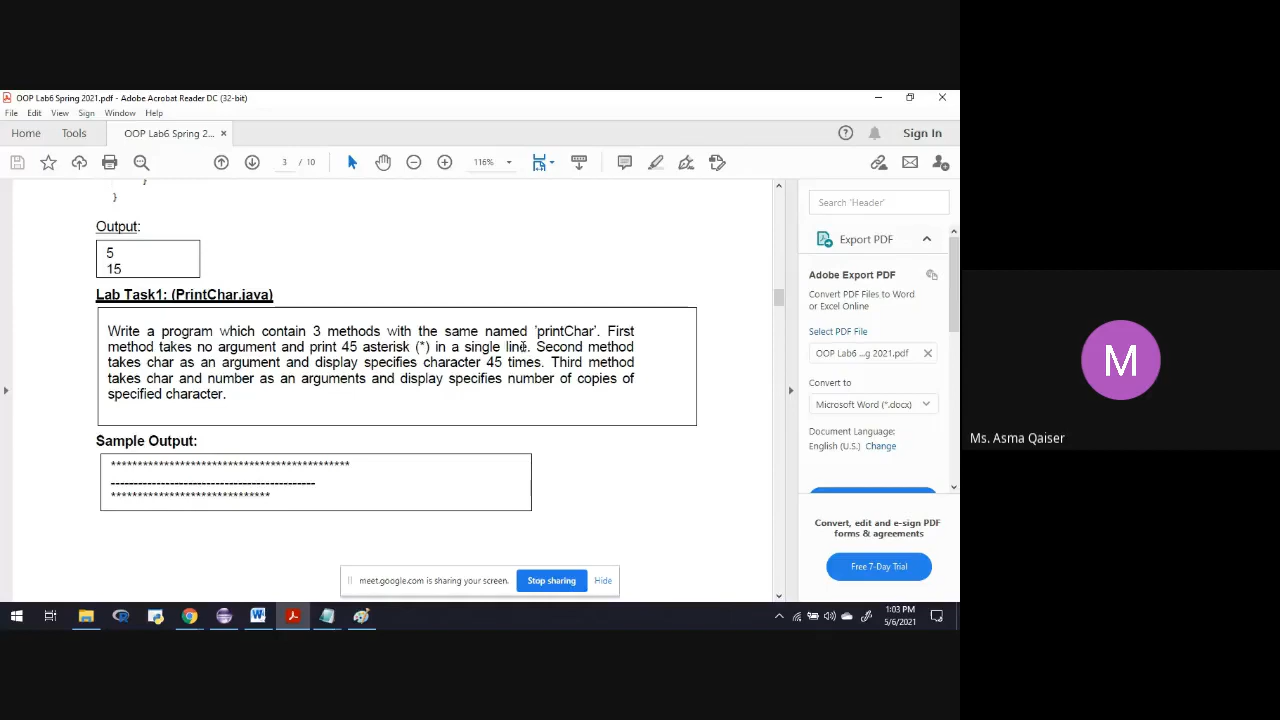 OOP Lab6 Spring 2021.pdf - Adobe Acrobat Reader DC (32-bit)
File Edit View Sign Window Help
Home Tools OOP Lab6 Spring 2... × Sign In
3 / 10 116%
}
}
Output:
5
15
Lab Task1: (PrintChar.java)
Write a program which contain 3 methods with the same named 'printChar'. First
method takes no argument and print 45 asterisk (*) in a single line. Second method
takes char as an argument and display specifies character 45 times. Third method
takes char and number as an arguments and display specifies number of copies of
specified character.
Sample Output:
*********************************************
---------------------------------------------
******************************
Search 'Header'
Export PDF
Adobe Export PDF
Convert PDF Files to Word
or Excel Online
Select PDF File
OOP Lab6 ...g 2021.pdf ×
Convert to
Microsoft Word (*.docx)
Document Language:
English (U.S.) Change
Convert, edit and e-sign PDF
forms & agreements
Free 7-Day Trial
meet.google.com is sharing your screen. Stop sharing Hide
1:03 PM
5/6/2021
M
Ms. Asma Qaiser